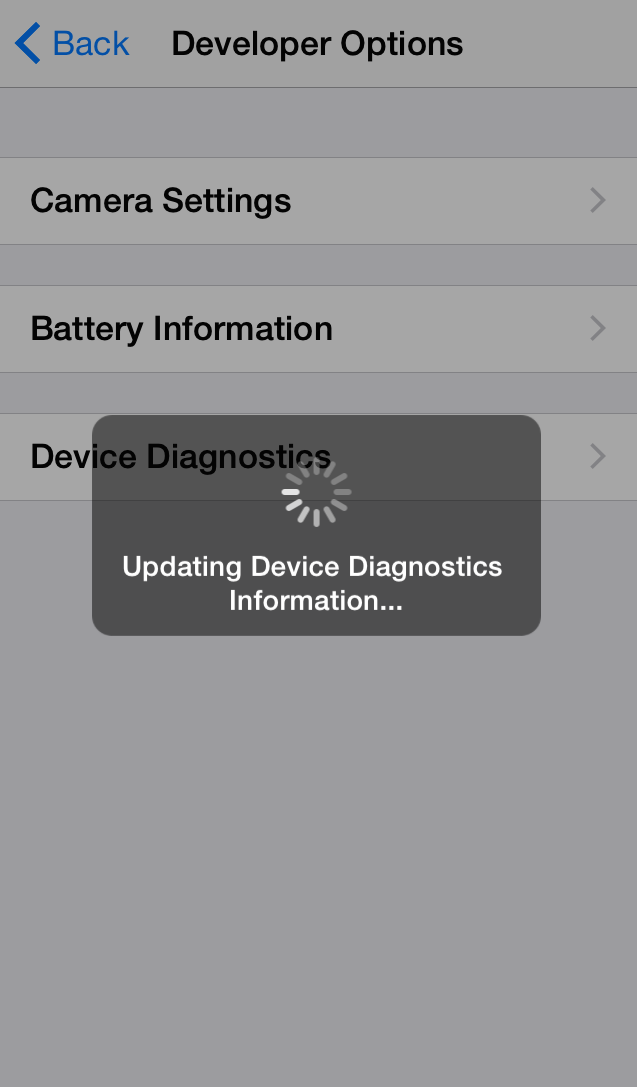 Back Developer Options
Camera Settings
Battery Information
Device Diagnostics
Updating Device Diagnostics
Information...